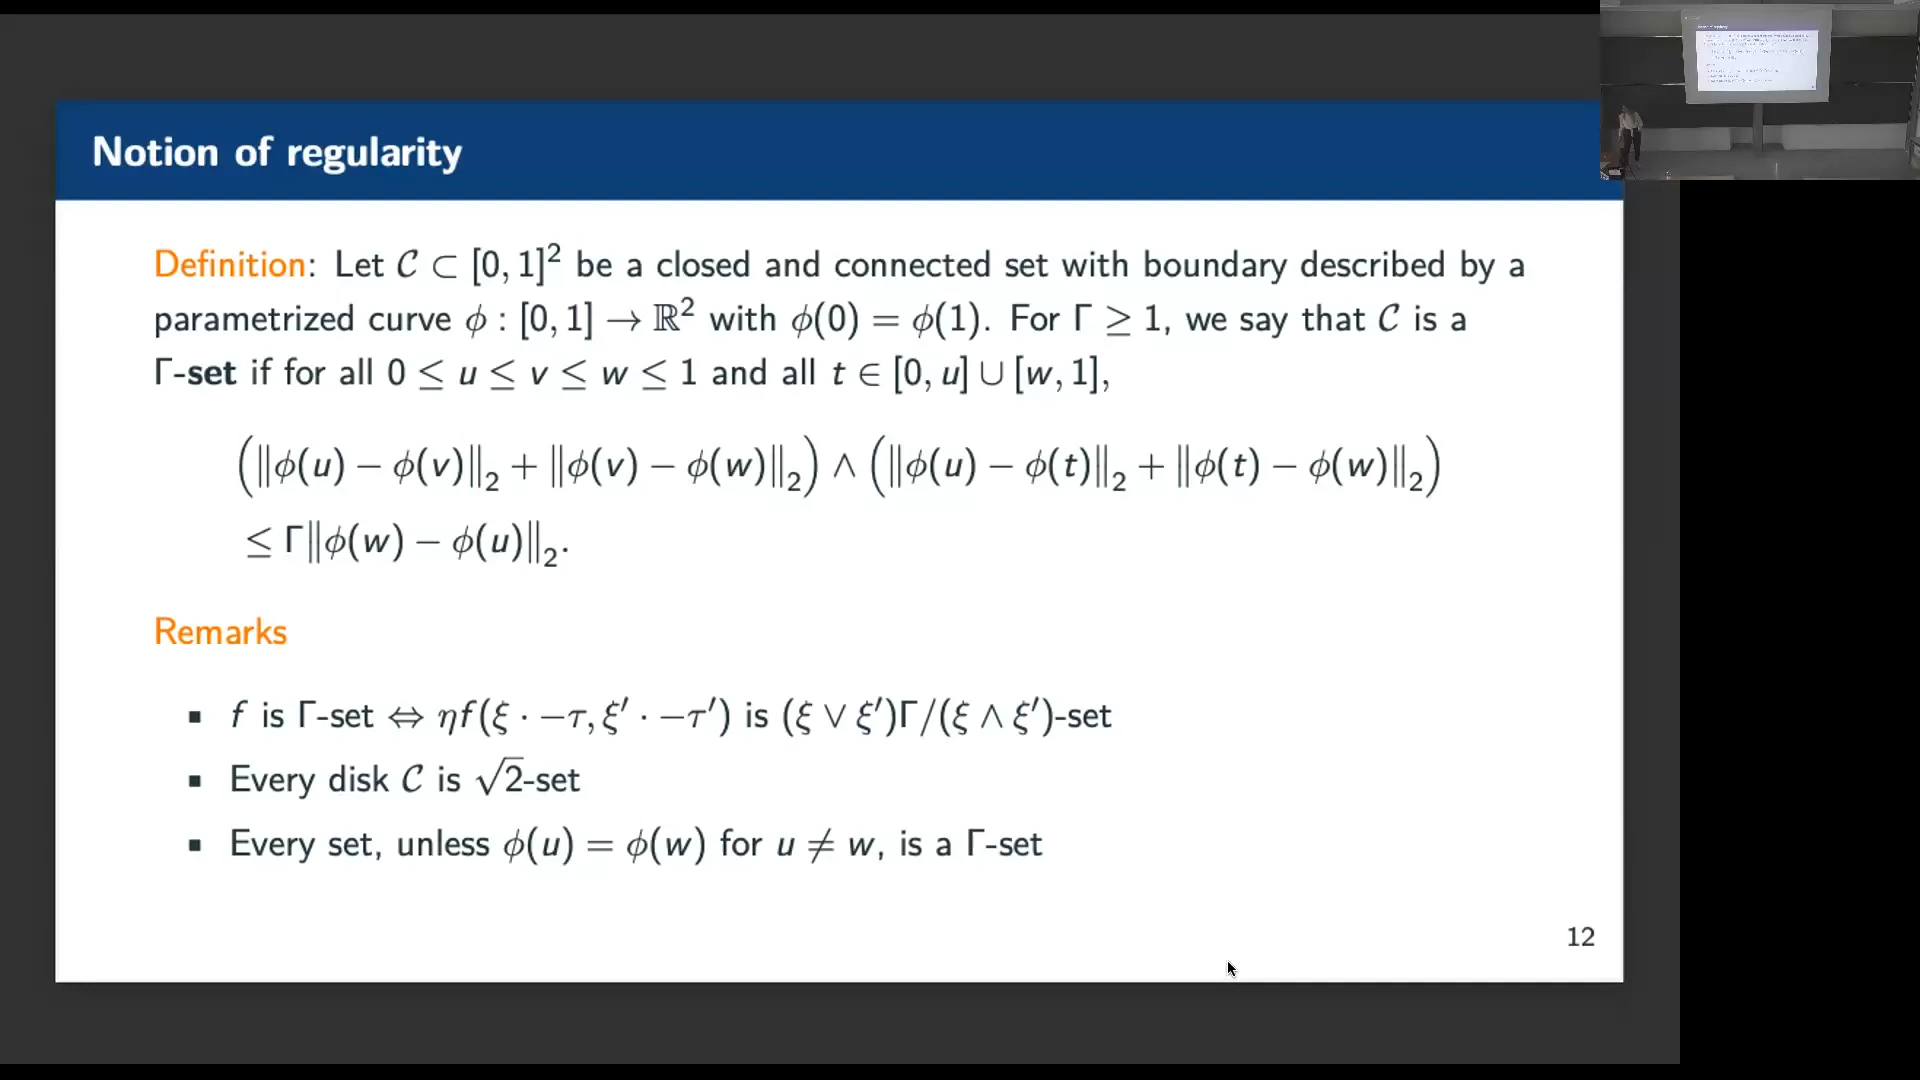 Notion of regularity
Definition: Let 𝒞 ⊂ [0, 1]² be a closed and connected set with boundary described by a
parametrized curve ϕ : [0, 1] → ℝ² with ϕ(0) = ϕ(1). For Γ ≥ 1, we say that 𝒞 is a
Γ-set if for all 0 ≤ u ≤ v ≤ w ≤ 1 and all t ∈ [0, u] ∪ [w, 1],
(‖ϕ(u) − ϕ(v)‖₂ + ‖ϕ(v) − ϕ(w)‖₂) ∧ (‖ϕ(u) − ϕ(t)‖₂ + ‖ϕ(t) − ϕ(w)‖₂)
≤ Γ‖ϕ(w) − ϕ(u)‖₂.
Remarks
▪ f is Γ-set ⇔ ηf(ξ · −τ, ξ′ · −τ′) is (ξ ∨ ξ′)Γ/(ξ ∧ ξ′)-set
▪ Every disk 𝒞 is √2-set
▪ Every set, unless ϕ(u) = ϕ(w) for u ≠ w, is a Γ-set
12